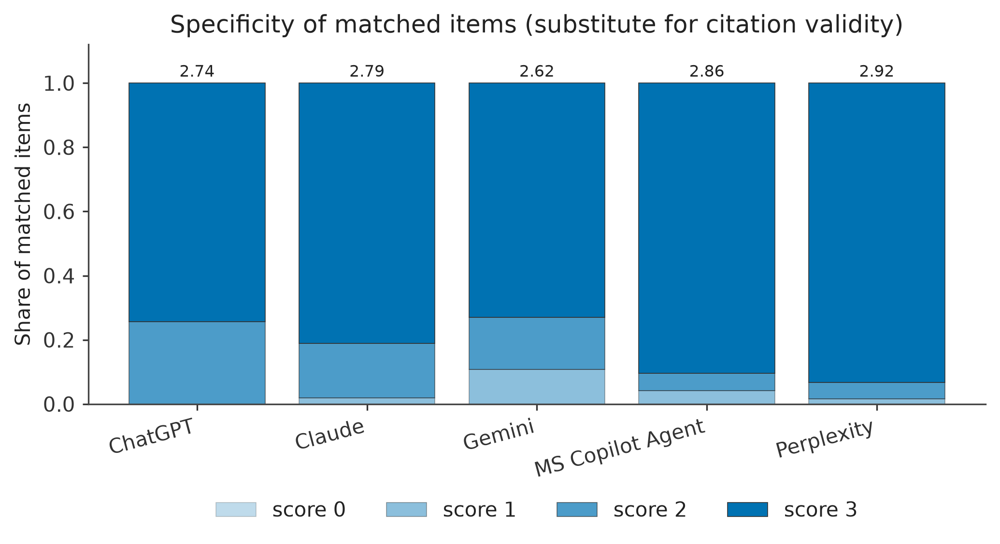 Specificity of matched items (substitute for citation validity)
2.74 2.79 2.62 2.86 2.92
Share of matched items
1.0
0.8
0.6
0.4
0.2
0.0
ChatGPT Claude Gemini MS Copilot Agent Perplexity
score 0 score 1 score 2 score 3